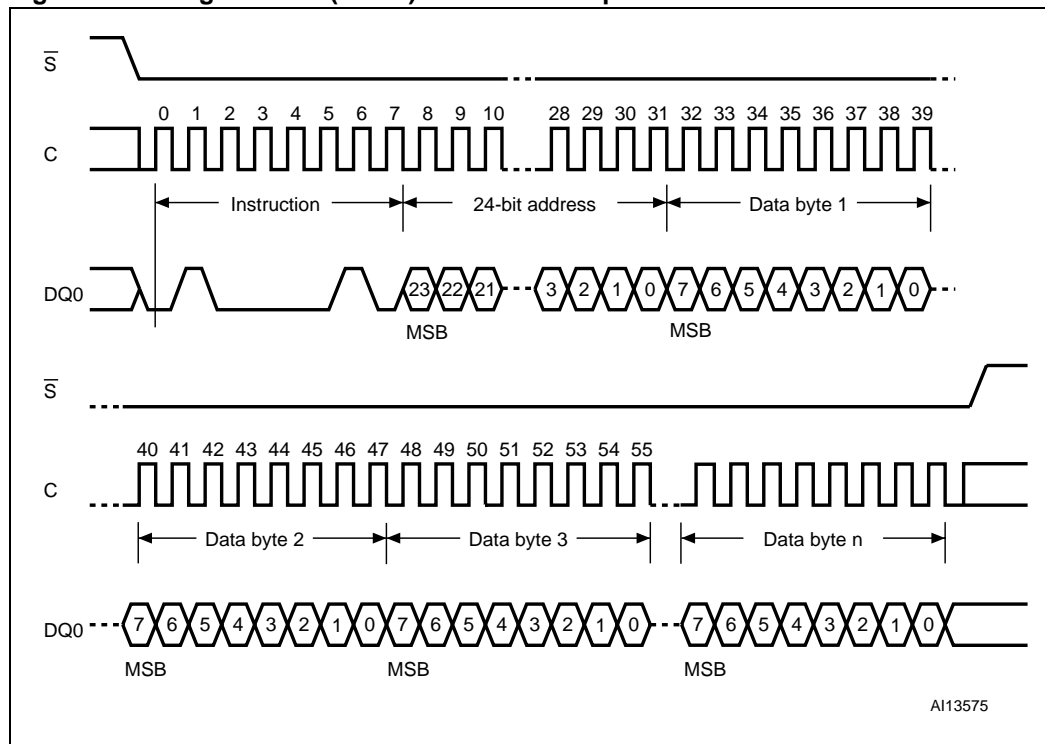 S
0 1 2 3 4 5 6 7 8 9 10 28 29 30 31 32 33 34 35 36 37 38 39
C
Instruction 24-bit address Data byte 1
DQ0 23 22 21 3 2 1 0 7 6 5 4 3 2 1 0
MSB MSB
S
40 41 42 43 44 45 46 47 48 49 50 51 52 53 54 55
C
Data byte 2 Data byte 3 Data byte n
DQ0 7 6 5 4 3 2 1 0 7 6 5 4 3 2 1 0 7 6 5 4 3 2 1 0
MSB MSB MSB
AI13575